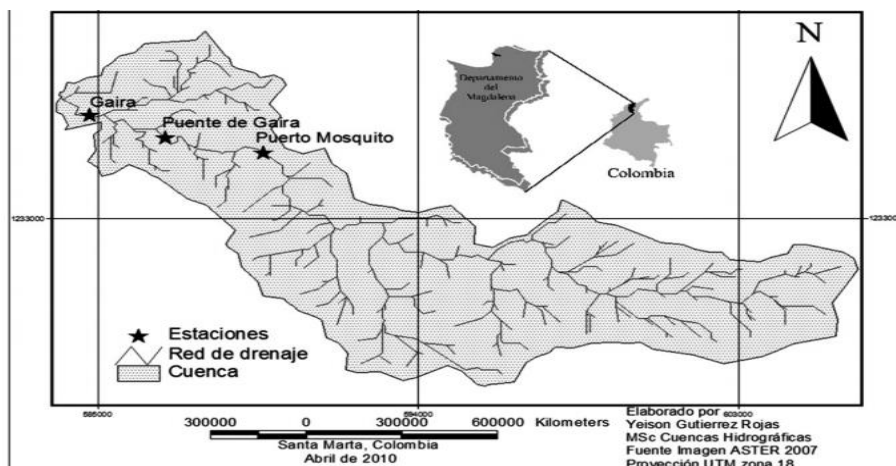 N
Departamento
del
Magdalena
Colombia
Gaira
Puente de Gaira
Puerto Mosquito
1233000
1233000
Estaciones
Red de drenaje
Cuenca
585000 594000 603000
300000 0 300000 600000 Kilometers
Santa Marta, Colombia
Abril de 2010
Elaborado por
Yeison Gutierrez Rojas
MSc Cuencas Hidrográficas
Fuente Imagen ASTER 2007
Proyección UTM zona 18